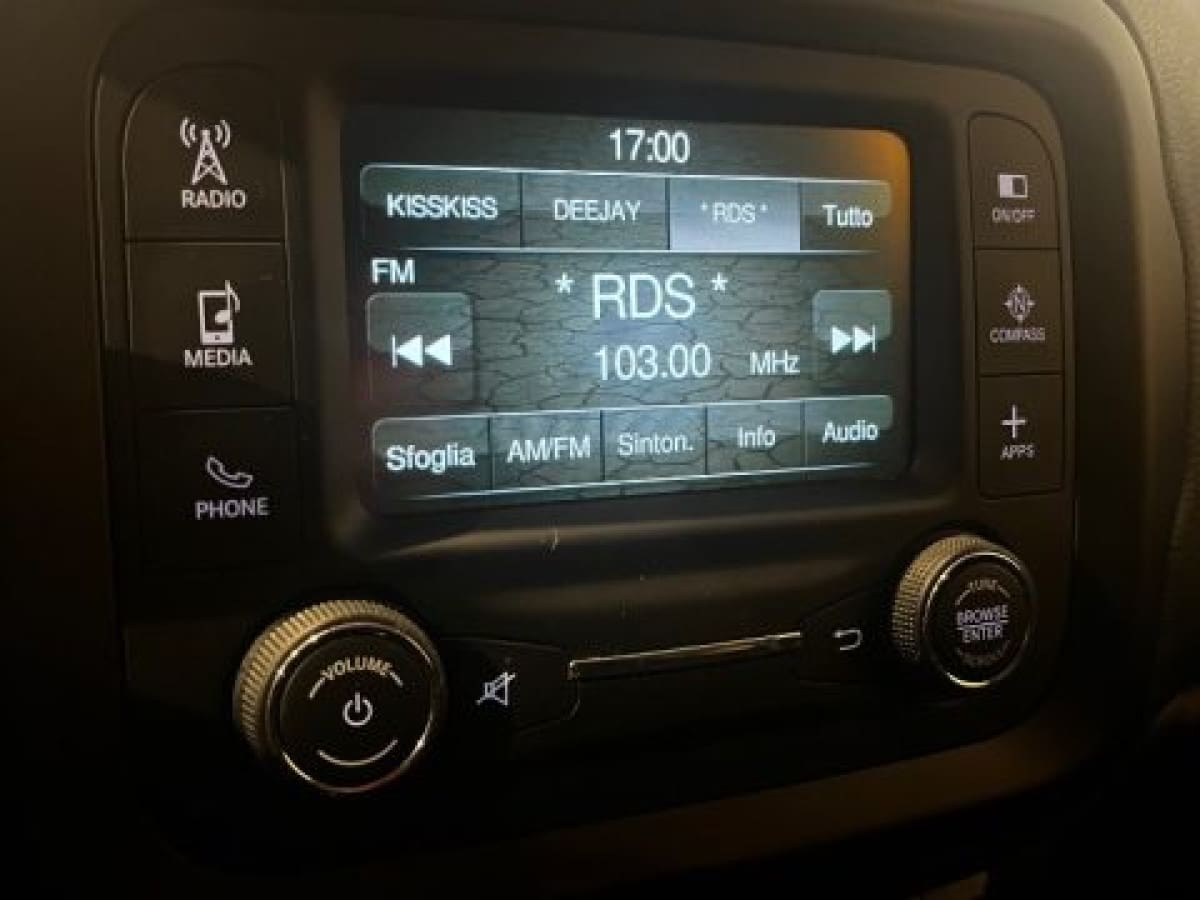 17:00
KISSKISS DEEJAY * RDS * Tutto
FM
* RDS *
103.00 MHz
Sfoglia AM/FM Sinton. Info Audio
RADIO
MEDIA
PHONE
ON/OFF
N
COMPASS
APPS
VOLUME
TUNE
BROWSE
ENTER